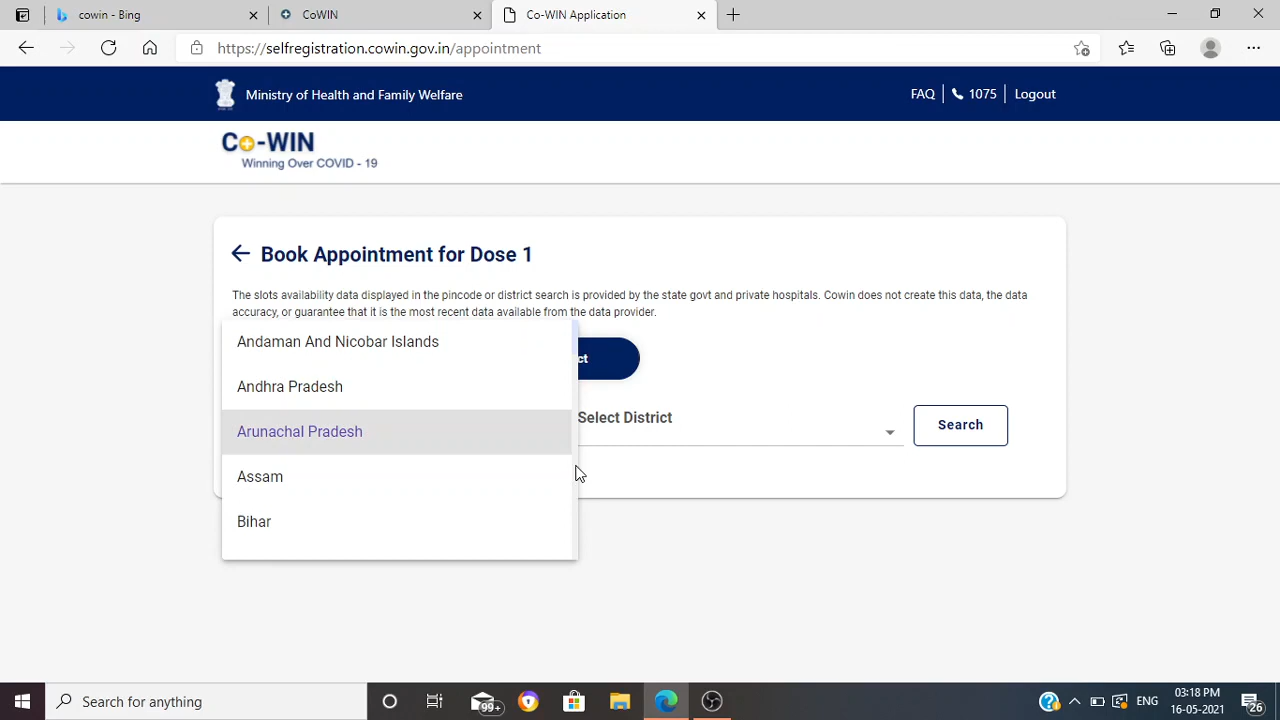 cowin - Bing
CoWIN
Co-WIN Application
https://selfregistration.cowin.gov.in/appointment
Ministry of Health and Family Welfare
FAQ
1075
Logout
Co-WIN
Winning Over COVID - 19
Book Appointment for Dose 1
The slots availability data displayed in the pincode or district search is provided by the state govt and private hospitals. Cowin does not create this data, the data
accuracy, or guarantee that it is the most recent data available from the data provider.
Andaman And Nicobar Islands
ct
Andhra Pradesh
Select District
Search
Arunachal Pradesh
Assam
Bihar
Search for anything
99+
ENG
03:18 PM
16-05-2021
26